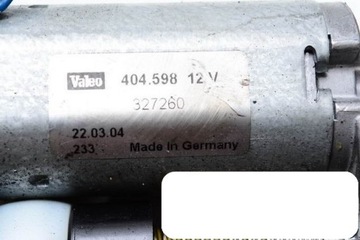 Valeo 404.598 12 V
327260
22.03.04
233 Made In Germany